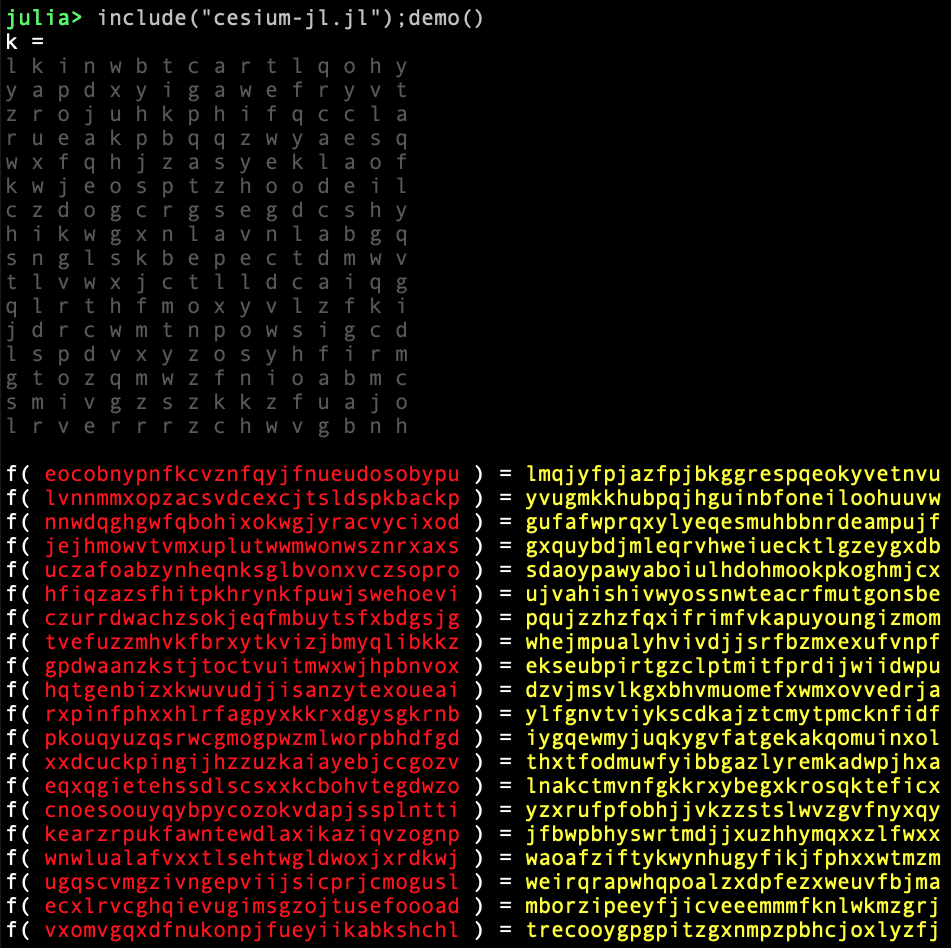 julia> include("cesium-jl.jl");demo()
k =
l k i n w b t c a r t l q o h y
y a p d x y i g a w e f r y v t
z r o j u h k p h i f q c c l a
r u e a k p b q q z w y a e s q
w x f q h j z a s y e k l a o f
k w j e o s p t z h o o d e i l
c z d o g c r g s e g d c s h y
h i k w g x n l a v n l a b g q
s n g l s k b e p e c t d m w v
t l v w x j c t l l d c a i q g
q l r t h f m o x y v l z f k i
j d r c w m t n p o w s i g c d
l s p d v x y z o s y h f i r m
g t o z q m w z f n i o a b m c
s m i v g z s z k k z f u a j o
l r v e r r r z c h w v g b n h
f( eocobnypnfkcvznfqyjfnueudosobypu ) = lmqjyfpjazfpjbkggrespqeokyvetnvu
f( lvnnmmxopzacsvdcexcjtsldspkbackp ) = yvugmkkhubpqjhguinbfoneiloohuuvw
f( nnwdqghgwfqbohixokwgjyracvycixod ) = gufafwprqxylyeqesmuhbbnrdeampujf
f( jejhmowvtvmxuplutwwmwonwsznrxaxs ) = gxquybdjmleqrvhweiuecktlgzeygxdb
f( uczafoabzynheqnksglbvonxvczsopro ) = sdaoypawyaboiulhdohmookpkoghmjcx
f( hfiqzazsfhitpkhrynkfpuwjswehoevi ) = ujvahishivwyossnwteacrfmutgonsbe
f( czurrdwachzsokjeqfmbuytsfxbdgsjg ) = pqujzzhzfqxifrimfvkapuyoungizmom
f( tvefuzzmhvkfbrxytkvizjbmyqlibkkz ) = whejmpualyhvivdjjsrfbzmxexufvnpf
f( gpdwaanzkstjtoctvuitmwxwjhpbnvox ) = ekseubpirtgzclptmitfprdijwiidwpu
f( hqtgenbizxkwuvudjjisanzytexoueai ) = dzvjmsvlkgxbhvmuomefxwmxovvedrja
f( rxpinfphxxhlrfagpyxkkrxdgysgkrnb ) = ylfgnvtviykscdkajztcmytpmcknfidf
f( pkouqyuzqsrwcgmogpwzmlworpbhdfgd ) = iygqewmyjuqkygvfatgekakqomuinxol
f( xxdcuckpingijhzzuzkaiayebjccgozv ) = thxtfodmuwfyibbgazlyremkadwpjhxa
f( eqxqgietehssdlscsxxkcbohvtegdwzo ) = lnakctmvnfgkkrxybegxkrosqkteficx
f( cnoesoouyqybpycozokvdapjssplntti ) = yzxrufpfobhjjvkzzstslwvzgvfnyxqy
f( kearzrpukfawntewdlaxikaziqvzognp ) = jfbwpbhyswrtmdjjxuzhhymqxxzlfwxx
f( wnwlualafvxxtlsehtwgldwoxjxrdkwj ) = waoafziftykwynhugyfikjfphxxwtmzm
f( ugqscvmgzivngepviijsicprjcmogusl ) = weirqrapwhqpoalzxdpfezxweuvfbjma
f( ecxlrvcghqievugimsgzojtusefoooad ) = mborzipeeyfjicveeemmmfknlwkmzgrj
f( vxomvgqxdfnukonpjfueyiikabkshchl ) = trecooygpgpitzgxnmpzpbhcjoxlyzfj